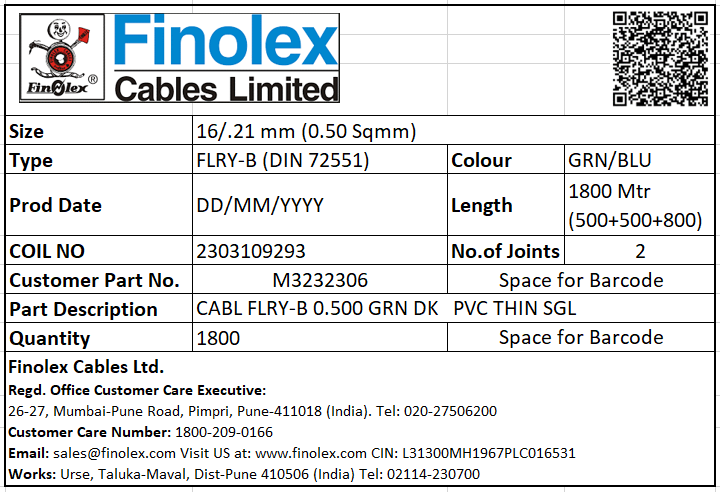 Finolex
Finolex ®
Cables Limited
Size 16/.21 mm (0.50 Sqmm)
Type FLRY-B (DIN 72551) Colour GRN/BLU
Prod Date DD/MM/YYYY Length 1800 Mtr
(500+500+800)
COIL NO 2303109293 No.of Joints 2
Customer Part No. M3232306 Space for Barcode
Part Description CABL FLRY-B 0.500 GRN DK PVC THIN SGL
Quantity 1800 Space for Barcode
Finolex Cables Ltd.
Regd. Office Customer Care Executive:
26-27, Mumbai-Pune Road, Pimpri, Pune-411018 (India). Tel: 020-27506200
Customer Care Number: 1800-209-0166
Email: sales@finolex.com Visit US at: www.finolex.com CIN: L31300MH1967PLC016531
Works: Urse, Taluka-Maval, Dist-Pune 410506 (India) Tel: 02114-230700